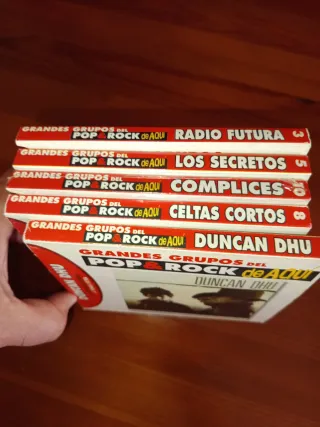 GRANDES GRUPOS DEL
POP & ROCK de AQUI RADIO FUTURA 3
GRANDES GRUPOS DEL
POP & ROCK de AQUI LOS SECRETOS 5
GRANDES GRUPOS DEL
POP & ROCK de AQUI COMPLICES
GRANDES GRUPOS DEL
POP & ROCK de AQUI CELTAS CORTOS 8
GRANDES GRUPOS DEL
POP & ROCK de AQUI DUNCAN DHU
GRANDES GRUPOS DEL
POP & ROCK de AQUI
DUNCAN DHU